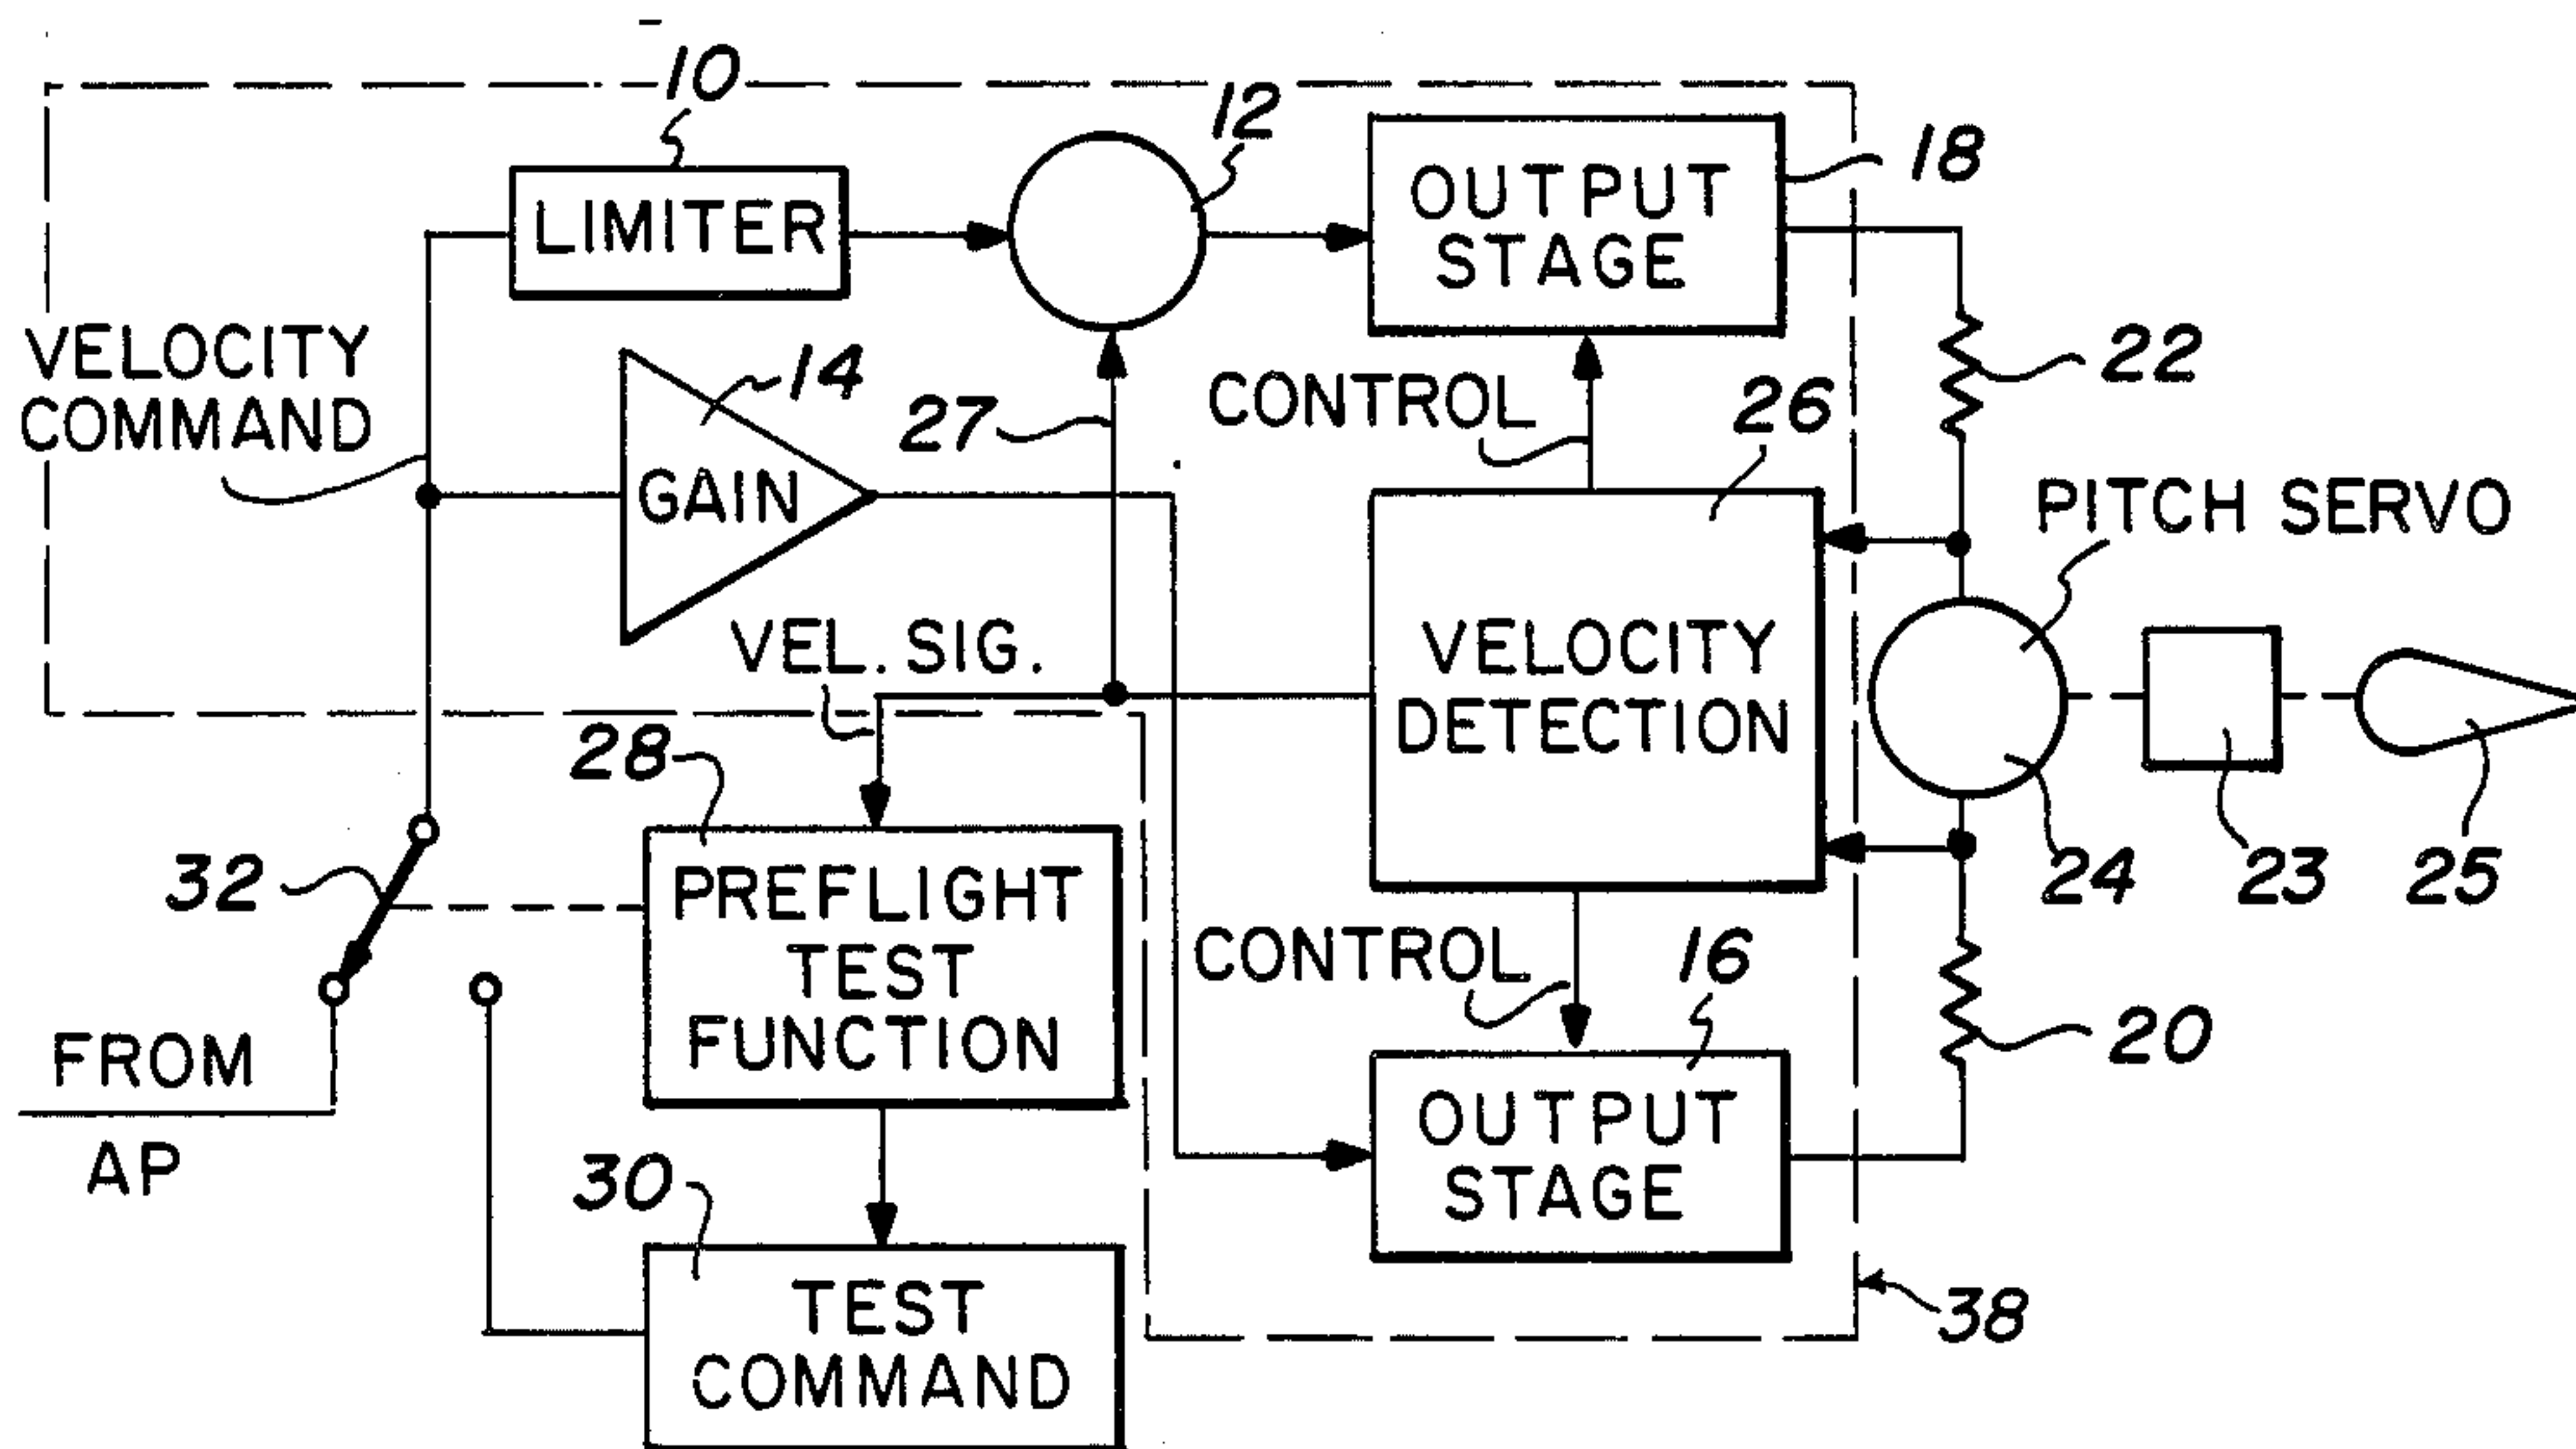 10
12
18
LIMITER
OUTPUT
STAGE
VELOCITY
COMMAND
14
GAIN
27
CONTROL
26
22
PITCH SERVO
VEL. SIG.
VELOCITY
DETECTION
28
32
PREFLIGHT
TEST
FUNCTION
24
23
25
CONTROL
16
20
FROM
AP
OUTPUT
STAGE
30
TEST
COMMAND
38